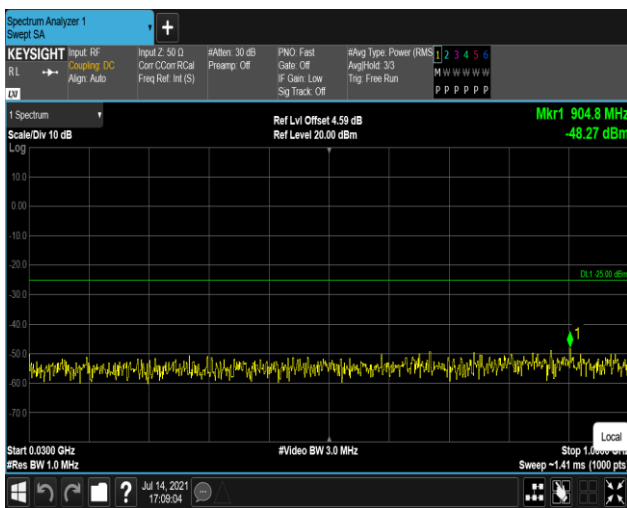 Spectrum Analyzer 1
Swept SA
+
KEYSIGHT Input: RF Input Z: 50 Ω #Atten: 30 dB PNO: Fast #Avg Type: Power (RMS 1 2 3 4 5 6
RL Coupling: DC Corr CCorr RCal Preamp: Off Gate: Off Avg|Hold: 3/3 M W W W W W
Align: Auto Freq Ref: Int (S) IF Gain: Low Trig: Free Run
Sig Track: Off P P P P P P
LXI
1 Spectrum Ref Lvl Offset 4.59 dB Mkr1 904.8 MHz
Scale/Div 10 dB Ref Level 20.00 dBm -48.27 dBm
Log
10.0
0.00
-10.0
-20.0
DL1 -25.00 dBm
-30.0
-40.0
1
-50.0
-60.0
-70.0
Local
Start 0.0300 GHz #Video BW 3.0 MHz Stop
#Res BW 1.0 MHz Sweep ~1.41 ms (1000 pts)
? Jul 14, 2021
17:09:04